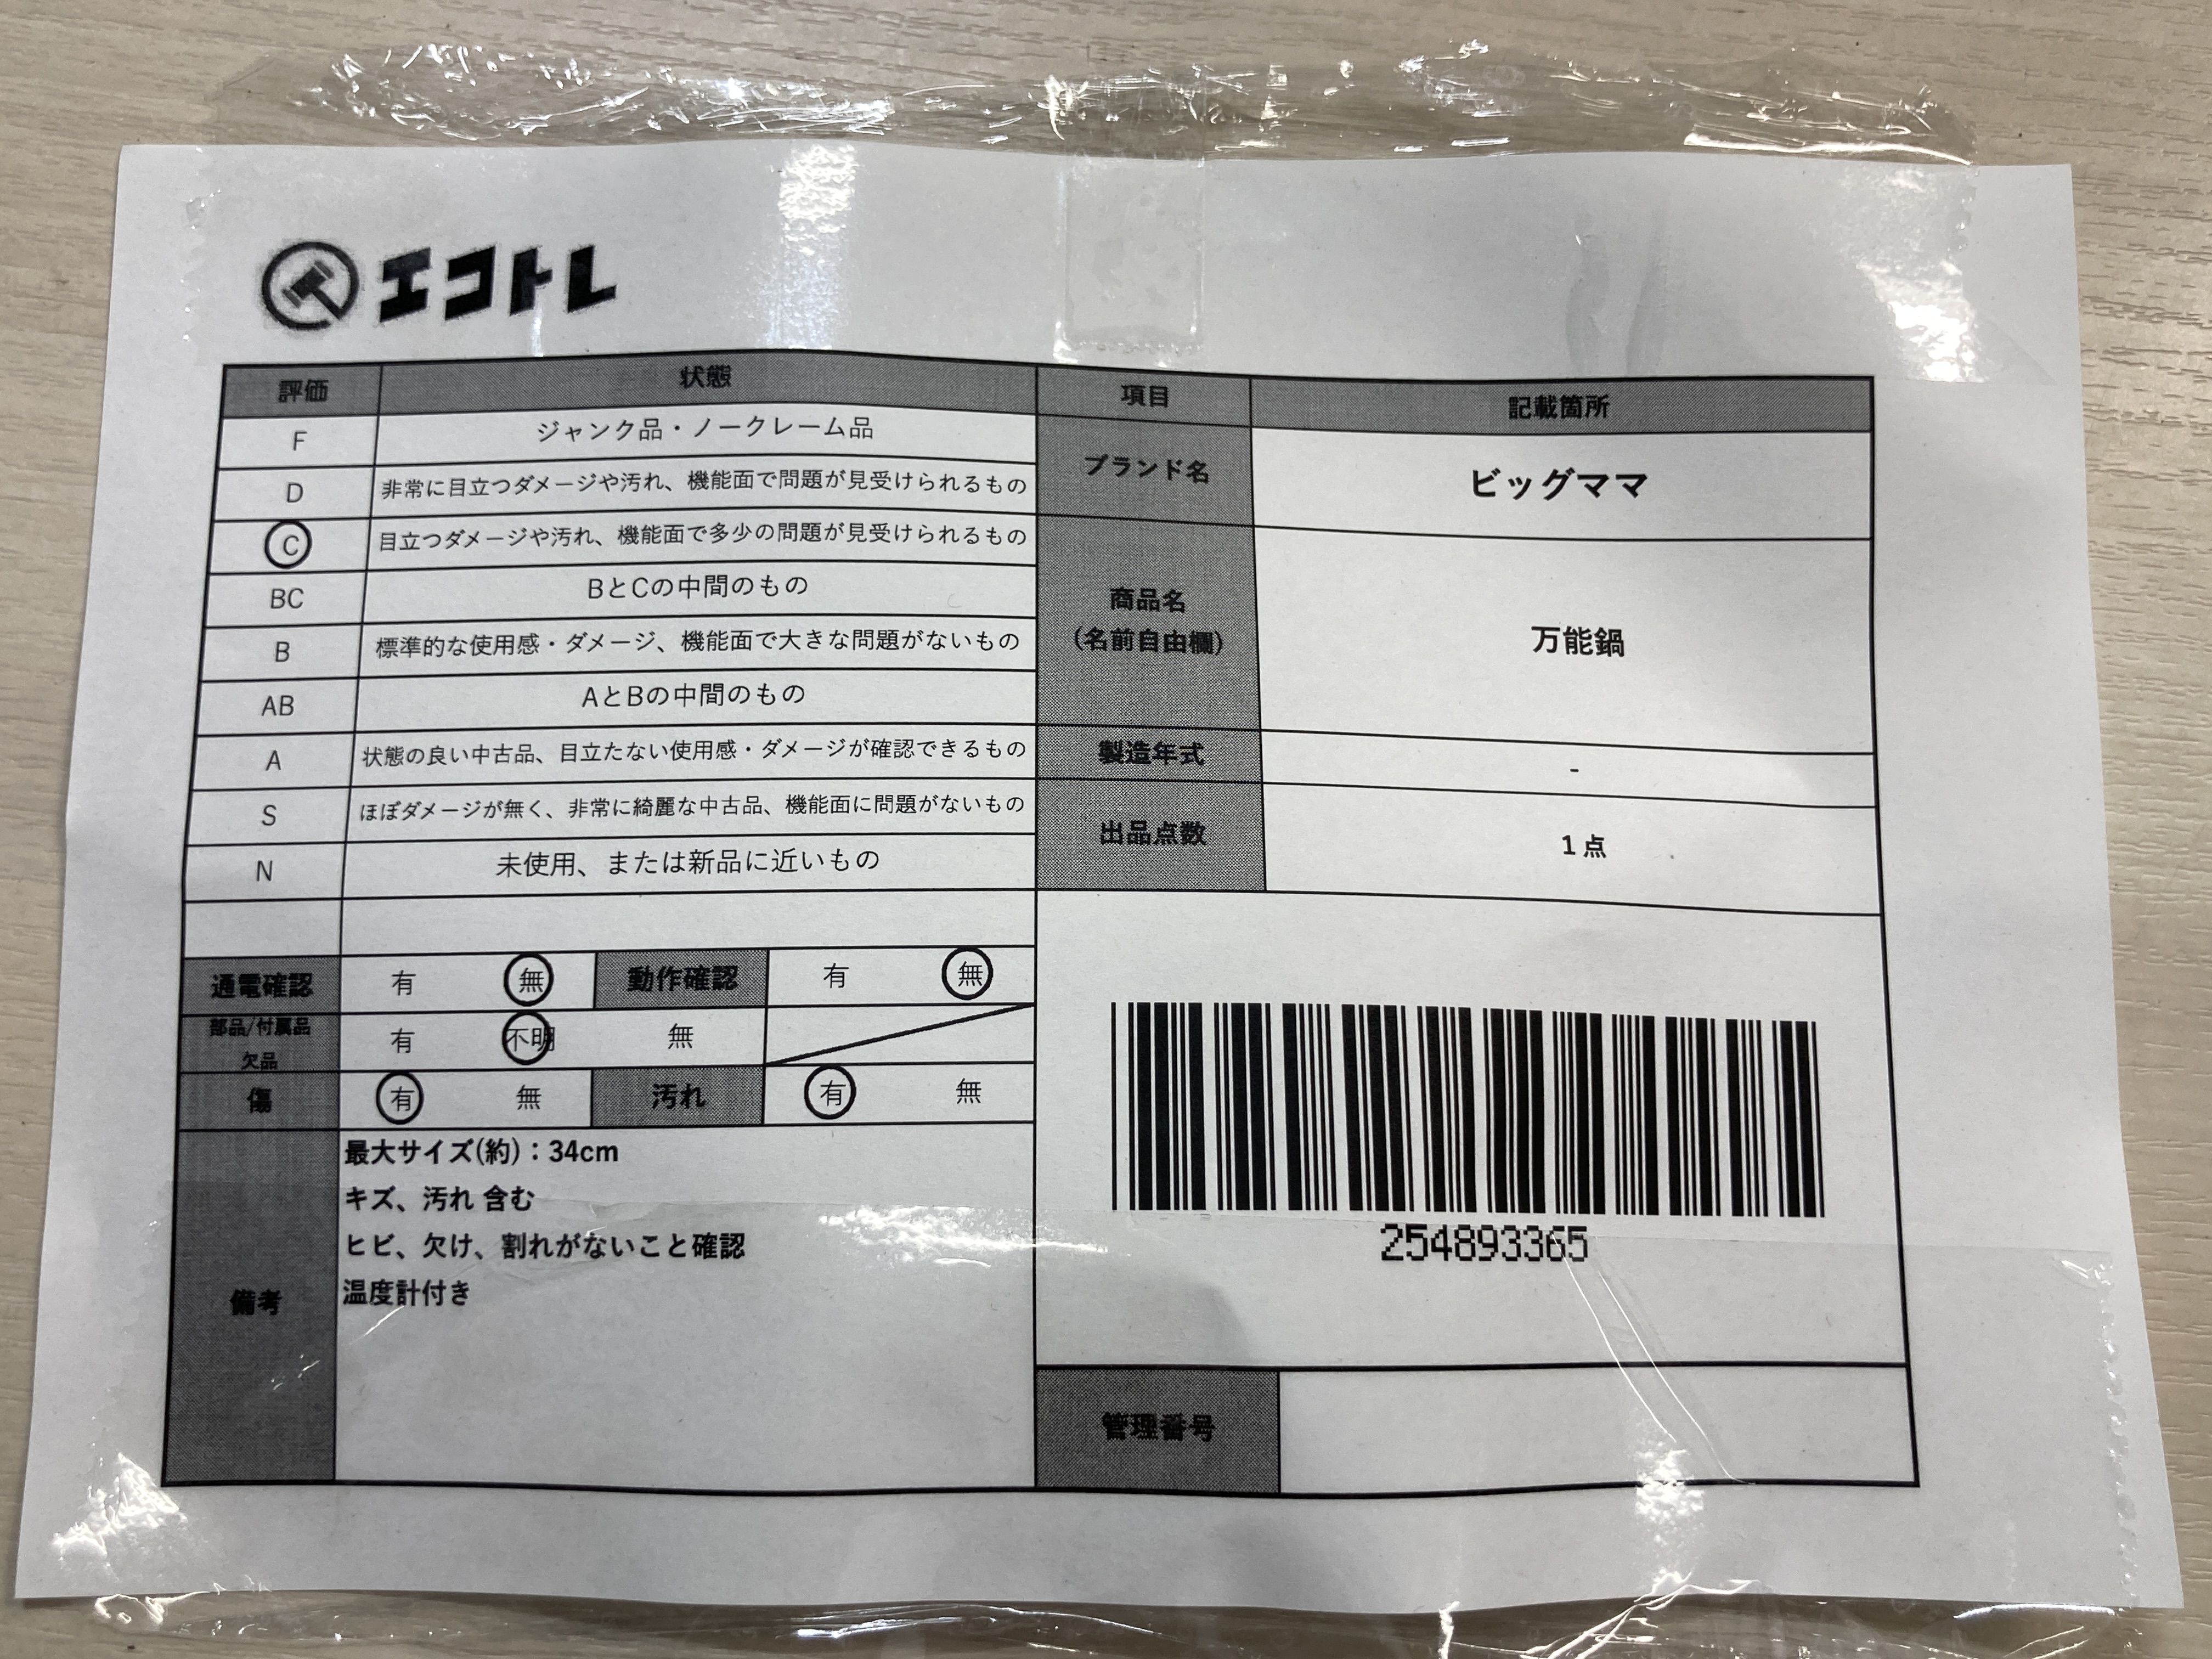 エコトレ
評価 状態
F ジャンク品・ノークレーム品
D 非常に目立つダメージや汚れ、機能面で問題が見受けられるもの
C 目立つダメージや汚れ、機能面で多少の問題が見受けられるもの
BC BとCの中間のもの
B 標準的な使用感・ダメージ、機能面で大きな問題がないもの
AB AとBの中間のもの
A 状態の良い中古品、目立たない使用感・ダメージが確認できるもの
S ほぼダメージが無く、非常に綺麗な中古品、機能面に問題がないもの
N 未使用、または新品に近いもの
通電確認 有 無 動作確認 有 無
部品/付属品
欠品 有 不明 無
傷 有 無 汚れ 有 無
備考
最大サイズ(約)：34cm
キズ、汚れ 含む
ヒビ、欠け、割れがないこと確認
温度計付き
項目 記載箇所
ブランド名 ビッグママ
商品名
(名前自由欄) 万能鍋
製造年式 -
出品点数 1点
254893365
管理番号